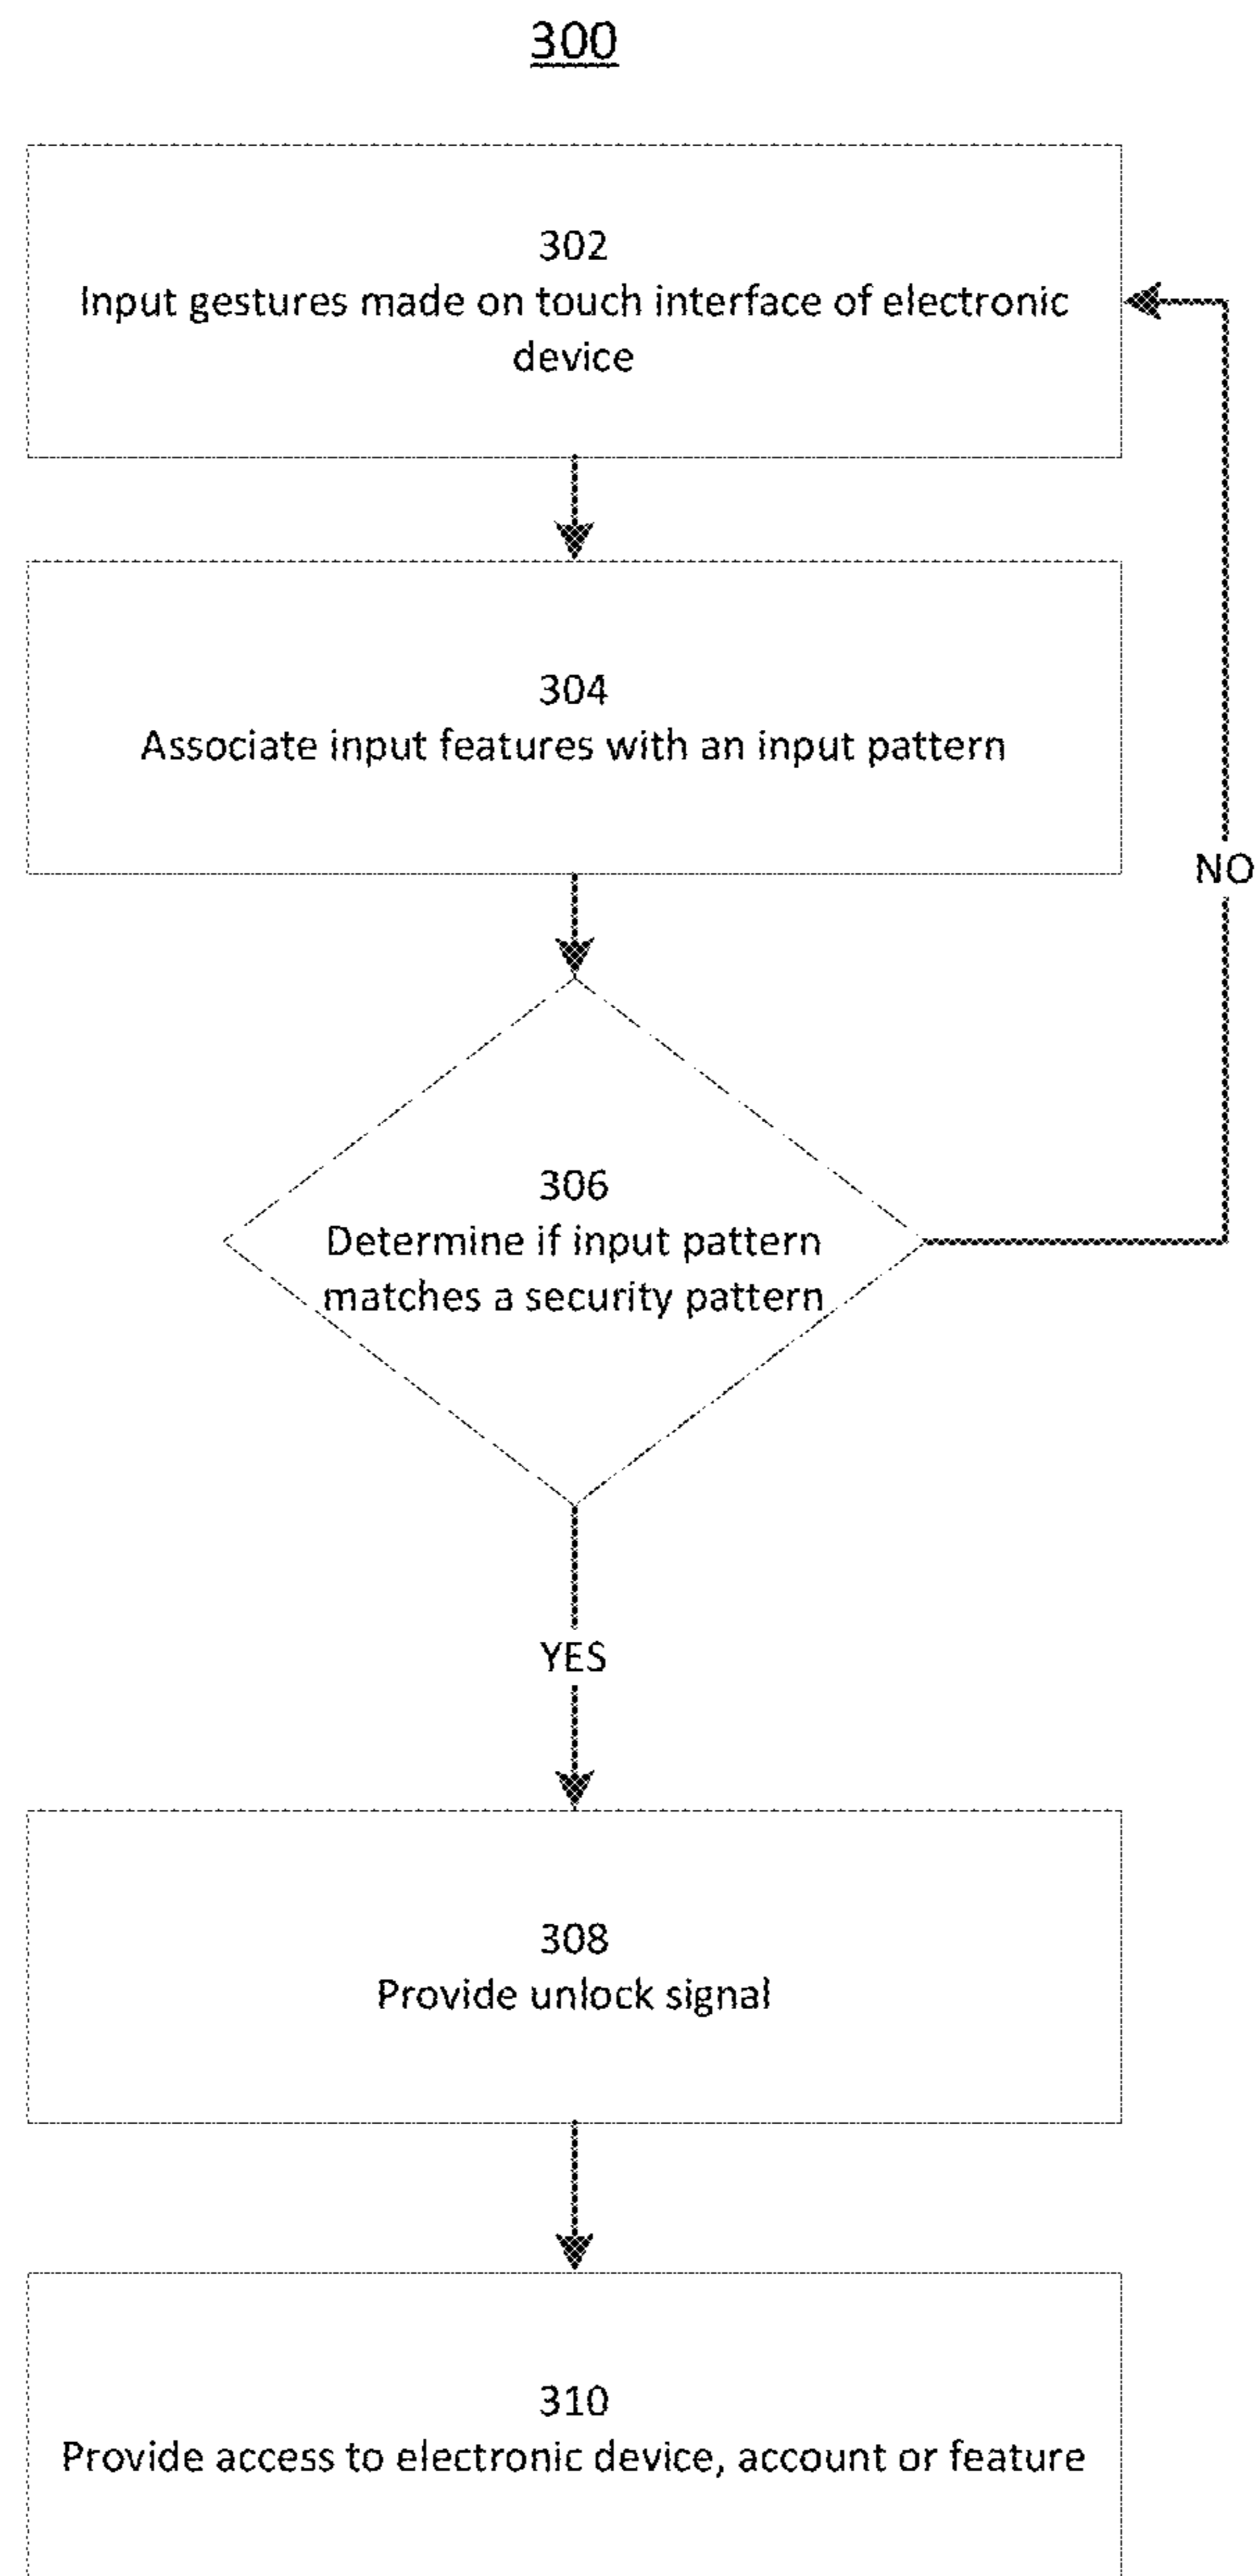 300
302
Input gestures made on touch interface of electronic
device
304
Associate input features with an input pattern
NO
306
Determine if input pattern
matches a security pattern
YES
308
Provide unlock signal
310
Provide access to electronic device, account or feature